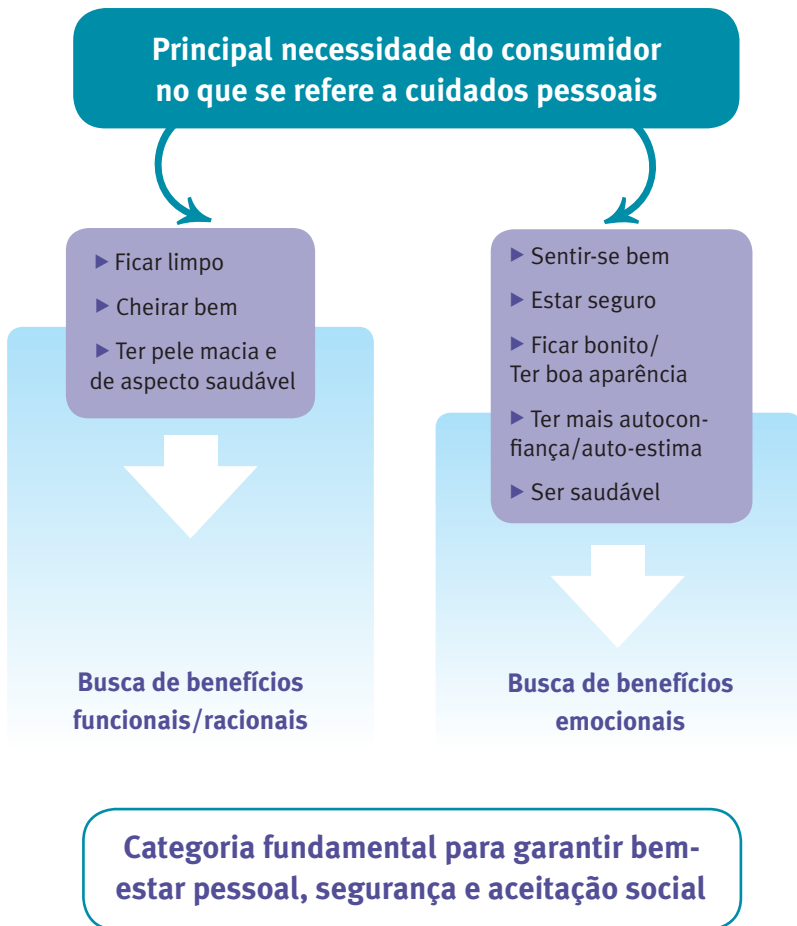 Principal necessidade do consumidor
no que se refere a cuidados pessoais
▶ Ficar limpo
▶ Cheirar bem
▶ Ter pele macia e
de aspecto saudável
Busca de benefícios
funcionais/racionais
▶ Sentir-se bem
▶ Estar seguro
▶ Ficar bonito/
Ter boa aparência
▶ Ter mais autocon-
fiança/auto-estima
▶ Ser saudável
Busca de benefícios
emocionais
Categoria fundamental para garantir bem-
estar pessoal, segurança e aceitação social